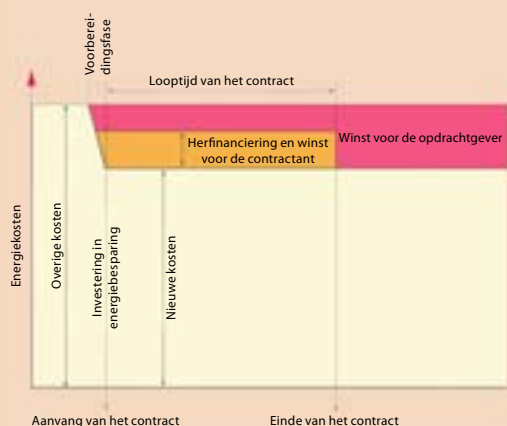 Voorberei-
dingsfase
Looptijd van het contract
Herfinanciering en winst
voor de contractant
Winst voor de opdrachtgever
Energiekosten
Overige kosten
Investering in
energiebesparing
Nieuwe kosten
Aanvang van het contract
Einde van het contract